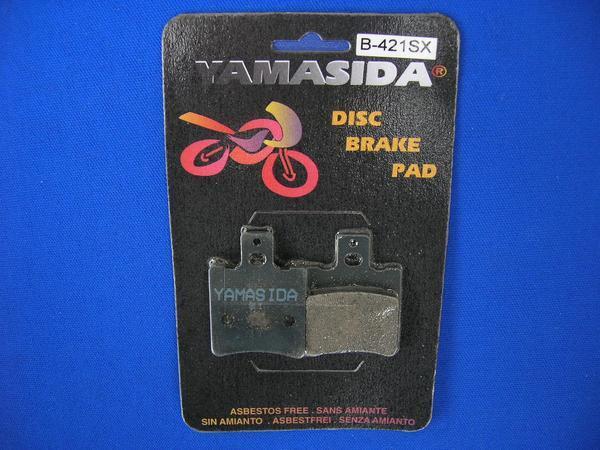 B-421SX
YAMASIDA®
DISC
BRAKE
PAD
YAMASIDA
ASBESTOS FREE . SANS AMIANTE
SIN AMIANTO . ASBESTFREI . SENZA AMIANTO